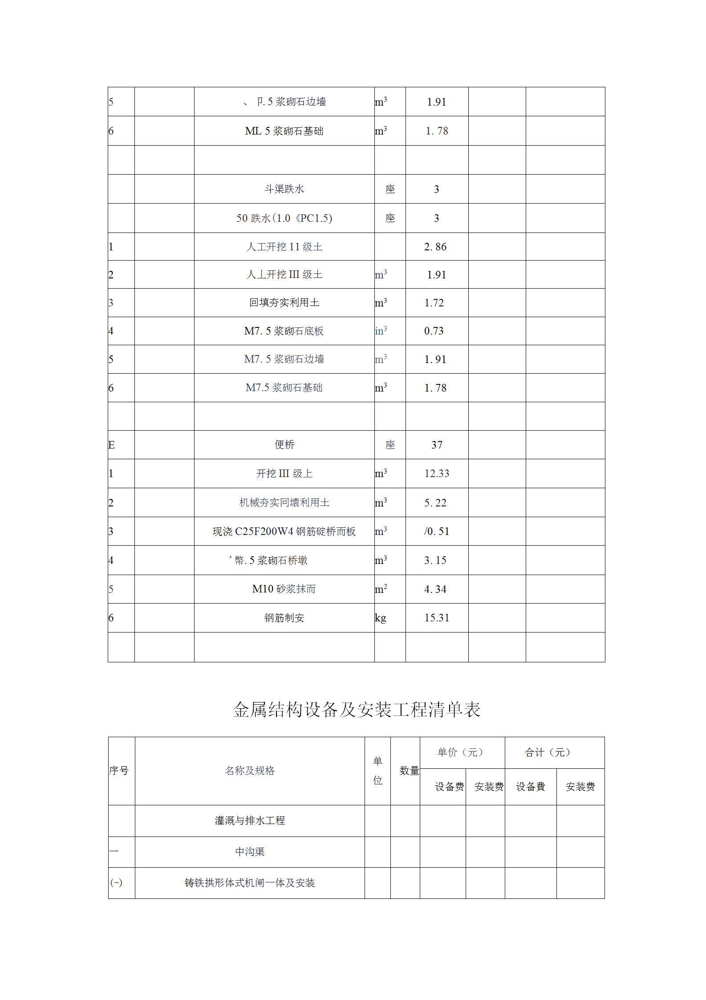 5 、卩. 5 浆砌石边墙 m³ 1.91
6 ML 5 浆砌石基础 m³ 1. 78
斗渠跌水 座 3
50 跌水(1.0《PC1.5) 座 3
1 人工开挖 11 级土 2. 86
2 人丄开挖 III 级土 m³ 1.91
3 回填夯实利用土 m³ 1.72
4 M7. 5 浆砌石底板 in³ 0.73
5 M7. 5 浆砌石边墙 m³ 1. 91
6 M7.5 浆砌石基础 m³ 1. 78
E 便桥 座 37
1 开挖 III 级上 m³ 12.33
2 机械夯实冋壊利用土 m³ 5. 22
3 现浇 C25F200W4 钢筋碇桥而板 m³ /0. 51
4 ’幣. 5 浆砌石桥墩 m³ 3. 15
5 M10 砂浆抹而 m² 4. 34
6 钢筋制安 kg 15.31
金属结构设备及安装工程清单表
序号 名称及规格 单位 数量 单价（元） 合计（元）
设备费 安装费 设备費 安装费
灌溉与排水工程
一 中沟渠
(-) 铸铁拱形体式机闸一体及安装